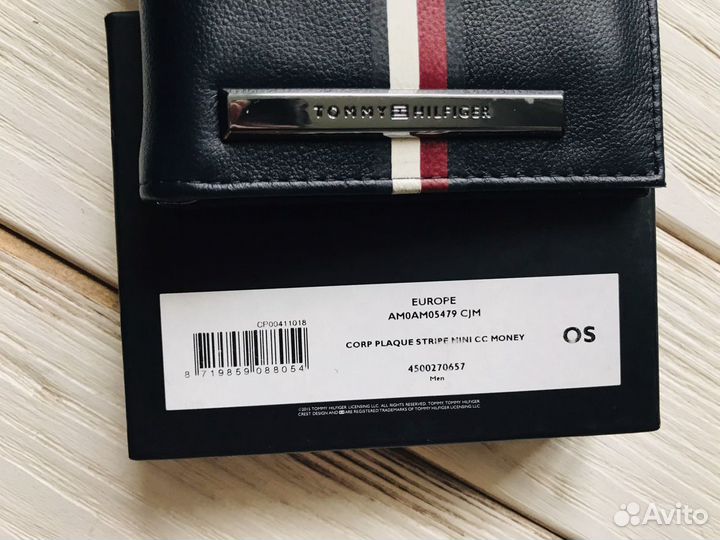 TOMMY HILFIGER
EUROPE
AM0AM05479 CJM
CP00411018
CORP PLAQUE STRIPE MINI CC MONEY
OS
8 719859 088054
4500270657
Men
©2015 TOMMY HILFIGER LICENSING LLC. ALL RIGHTS RESERVED. TOMMY, TOMMY HILFIGER,
CREST DESIGN AND ARE REGISTERED TRADEMARKS OF TOMMY HILFIGER LICENSING LLC.
Avito